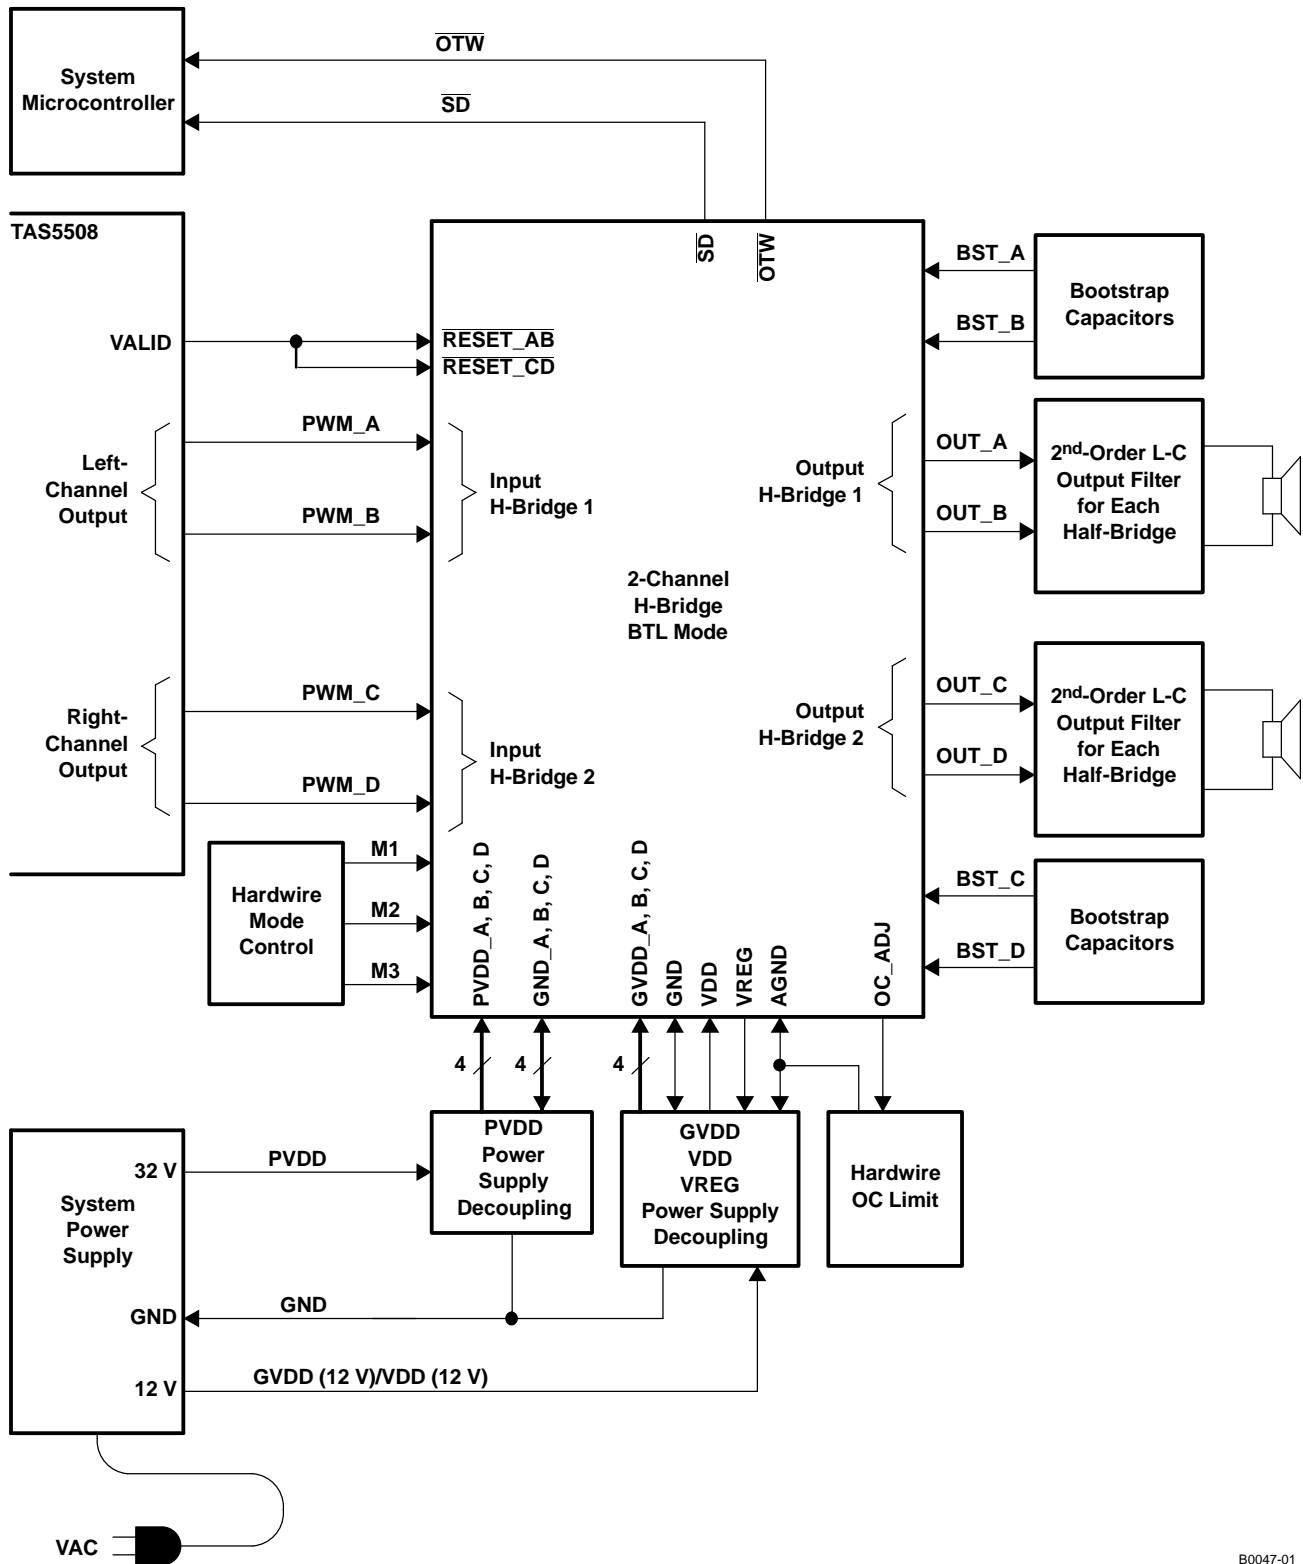 OTW
System
Microcontroller
SD
TAS5508
SD
OTW
BST_A
Bootstrap
Capacitors
BST_B
VALID
RESET_AB
RESET_CD
PWM_A
Left-
Channel
Output
PWM_B
Input
H-Bridge 1
Output
H-Bridge 1
OUT_A
OUT_B
2nd-Order L-C
Output Filter
for Each
Half-Bridge
2-Channel
H-Bridge
BTL Mode
PWM_C
Right-
Channel
Output
PWM_D
Input
H-Bridge 2
Output
H-Bridge 2
OUT_C
OUT_D
2nd-Order L-C
Output Filter
for Each
Half-Bridge
Hardwire
Mode
Control
M1
M2
M3
PVDD_A, B, C, D
GND_A, B, C, D
GVDD_A, B, C, D
GND
VDD
VREG
AGND
OC_ADJ
BST_C
Bootstrap
Capacitors
BST_D
4
4
4
PVDD
Power
Supply
Decoupling
GVDD
VDD
VREG
Power Supply
Decoupling
Hardwire
OC Limit
32 V
PVDD
System
Power
Supply
GND
GND
12 V
GVDD (12 V)/VDD (12 V)
VAC
B0047-01